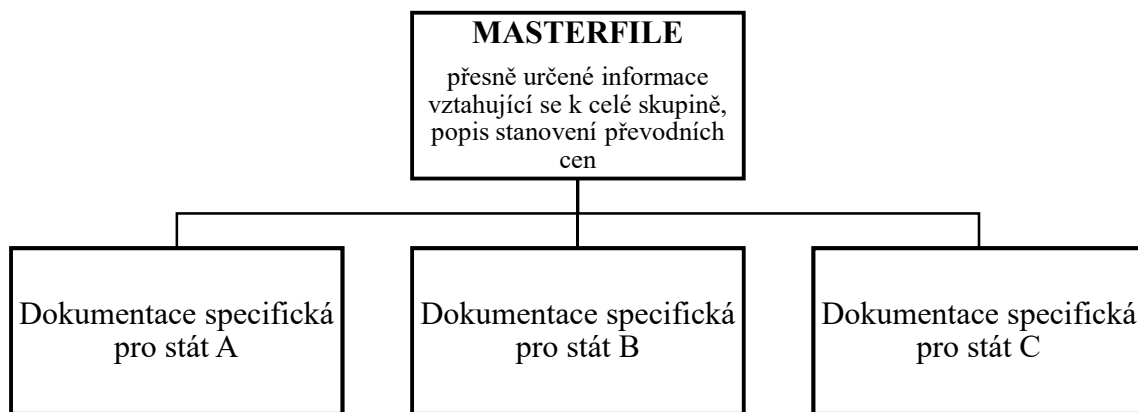 MASTERFILE
přesně určené informace
vztahující se k celé skupině,
popis stanovení převodních
cen
Dokumentace specifická
pro stát A
Dokumentace specifická
pro stát B
Dokumentace specifická
pro stát C